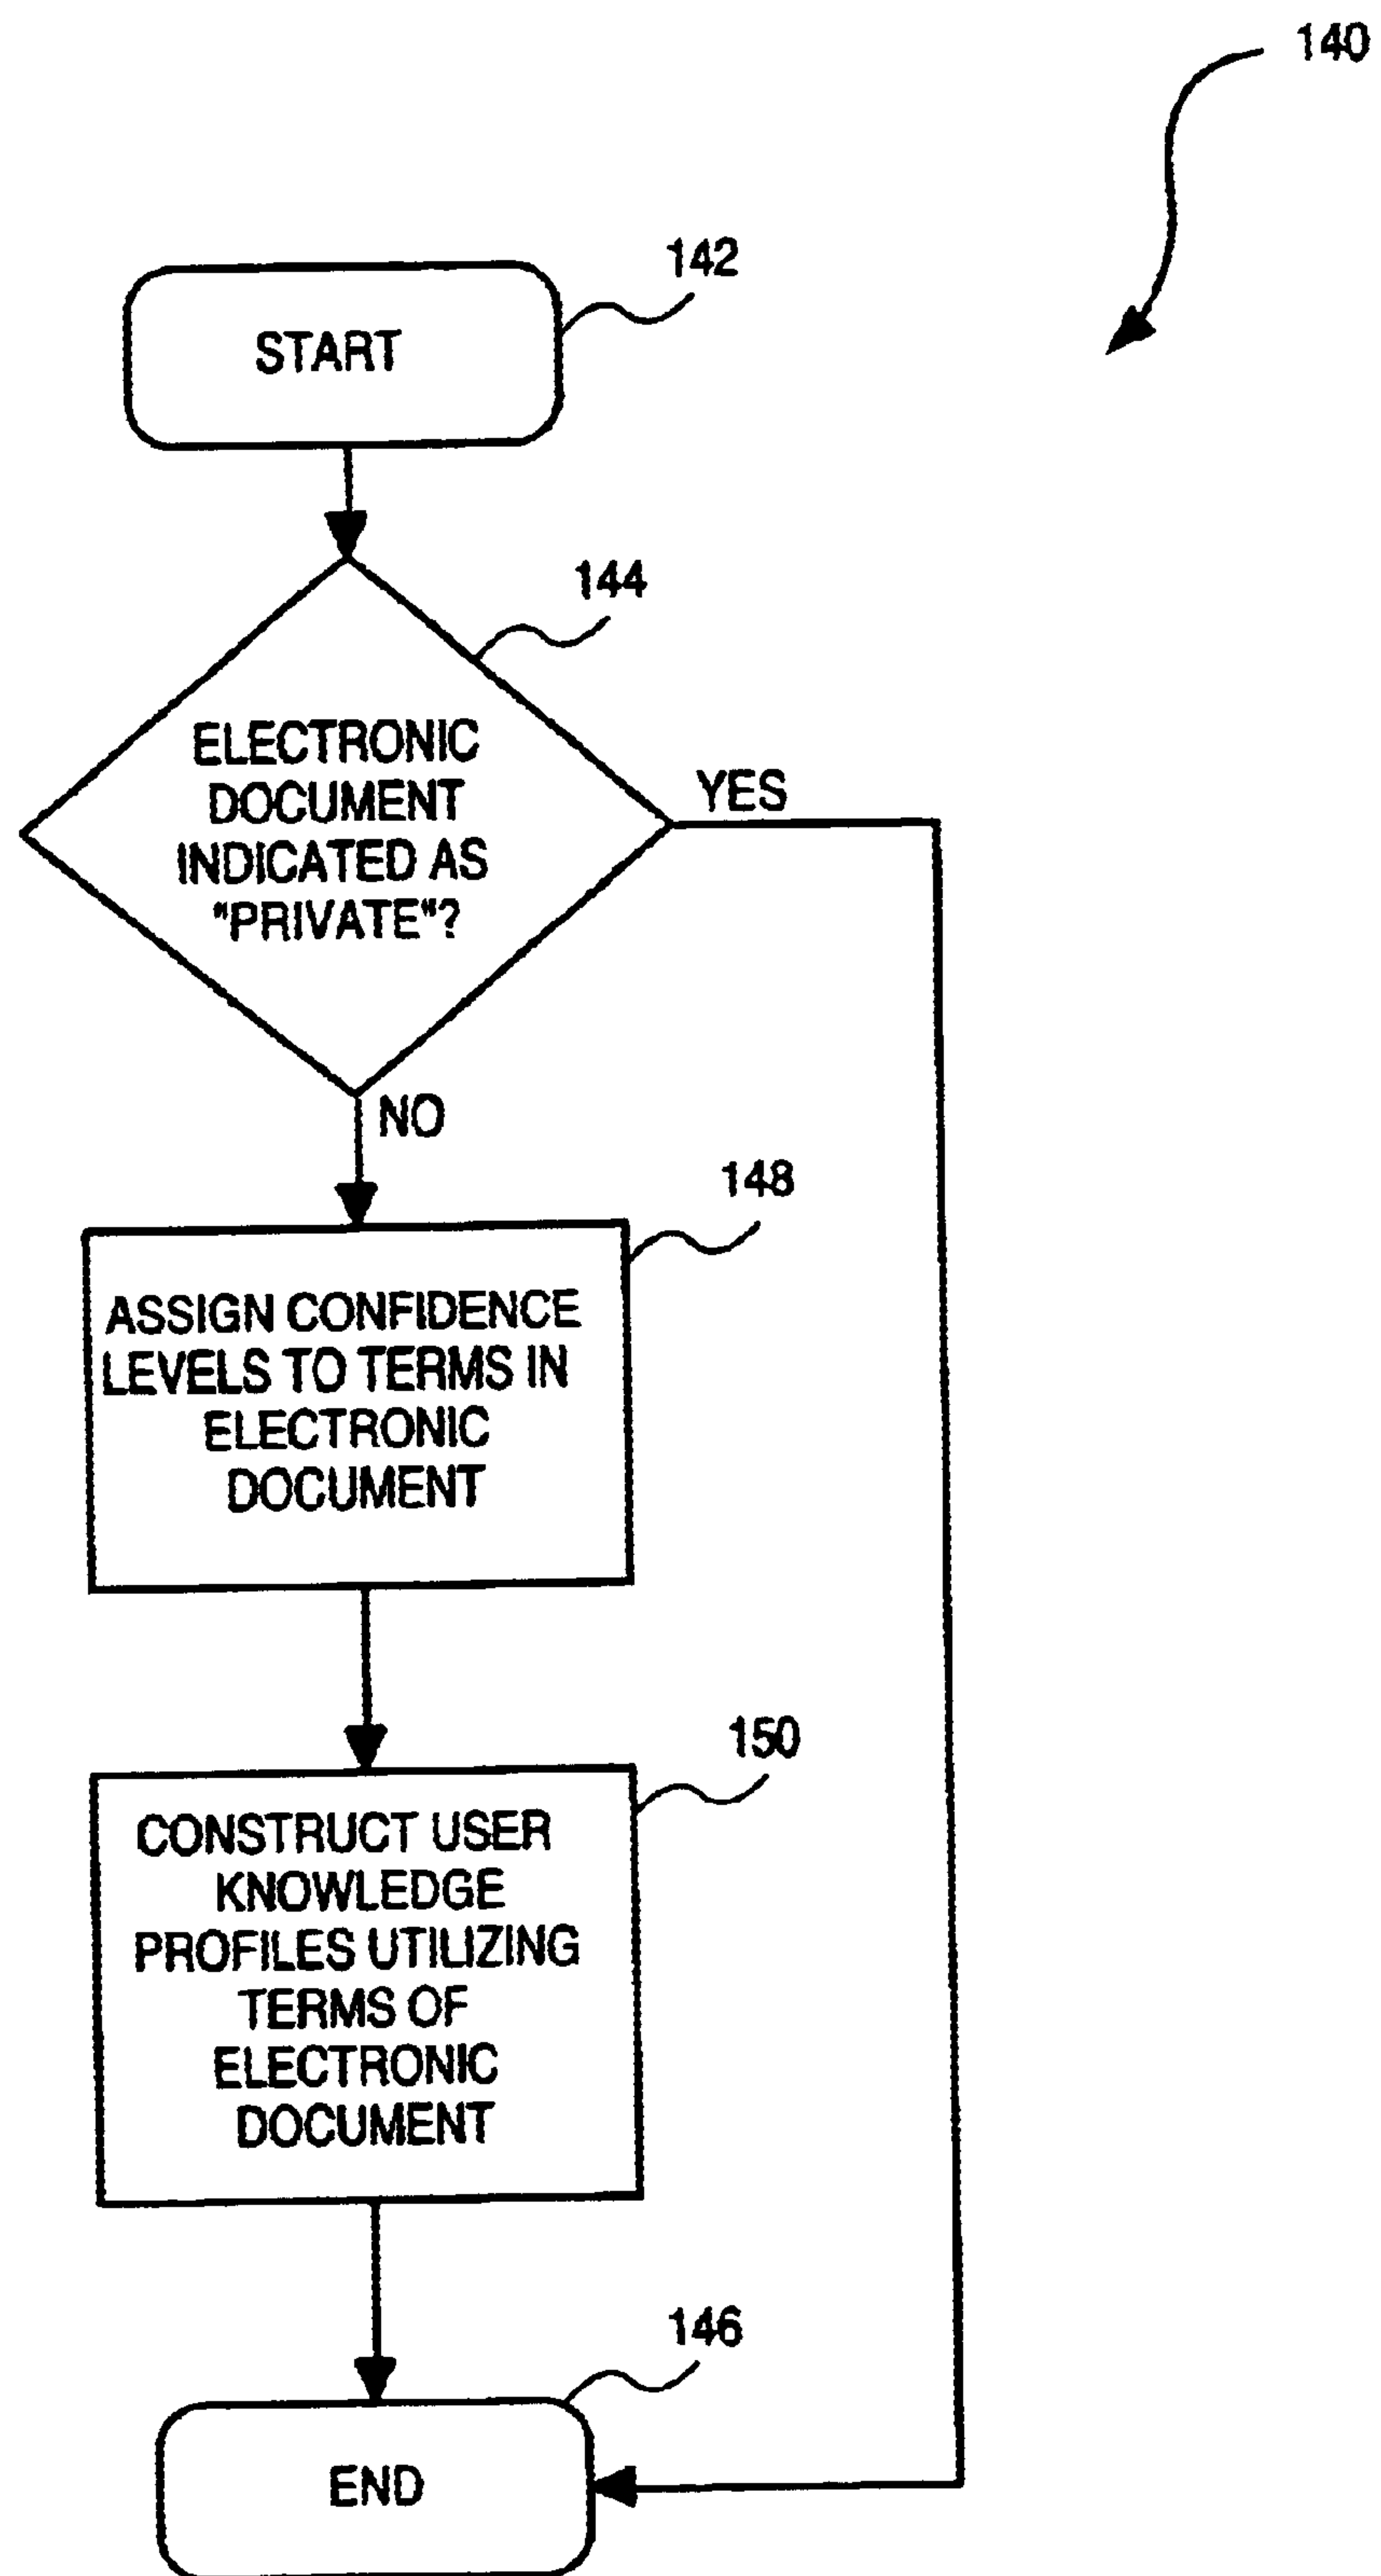 140
142
START
144
ELECTRONIC
DOCUMENT
INDICATED AS
"PRIVATE"?
YES
NO
148
ASSIGN CONFIDENCE
LEVELS TO TERMS IN
ELECTRONIC
DOCUMENT
150
CONSTRUCT USER
KNOWLEDGE
PROFILES UTILIZING
TERMS OF
ELECTRONIC
DOCUMENT
146
END